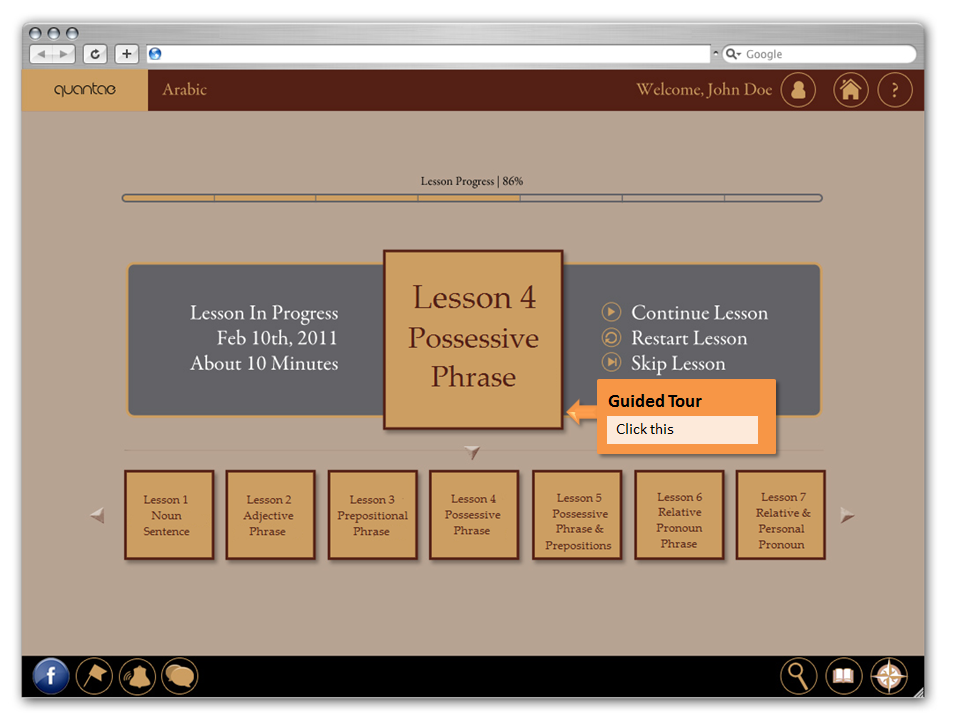 Google
quantae
Arabic
Welcome, John Doe
?
Lesson Progress | 86%
Lesson In Progress
Feb 10th, 2011
About 10 Minutes
Lesson 4
Possessive
Phrase
Continue Lesson
Restart Lesson
Skip Lesson
Guided Tour
Click this
Lesson 1
Noun
Sentence
Lesson 2
Adjective
Phrase
Lesson 3
Prepositional
Phrase
Lesson 4
Possessive
Phrase
Lesson 5
Possessive
Phrase &
Prepositions
Lesson 6
Relative
Pronoun
Phrase
Lesson 7
Relative &
Personal
Pronoun
f